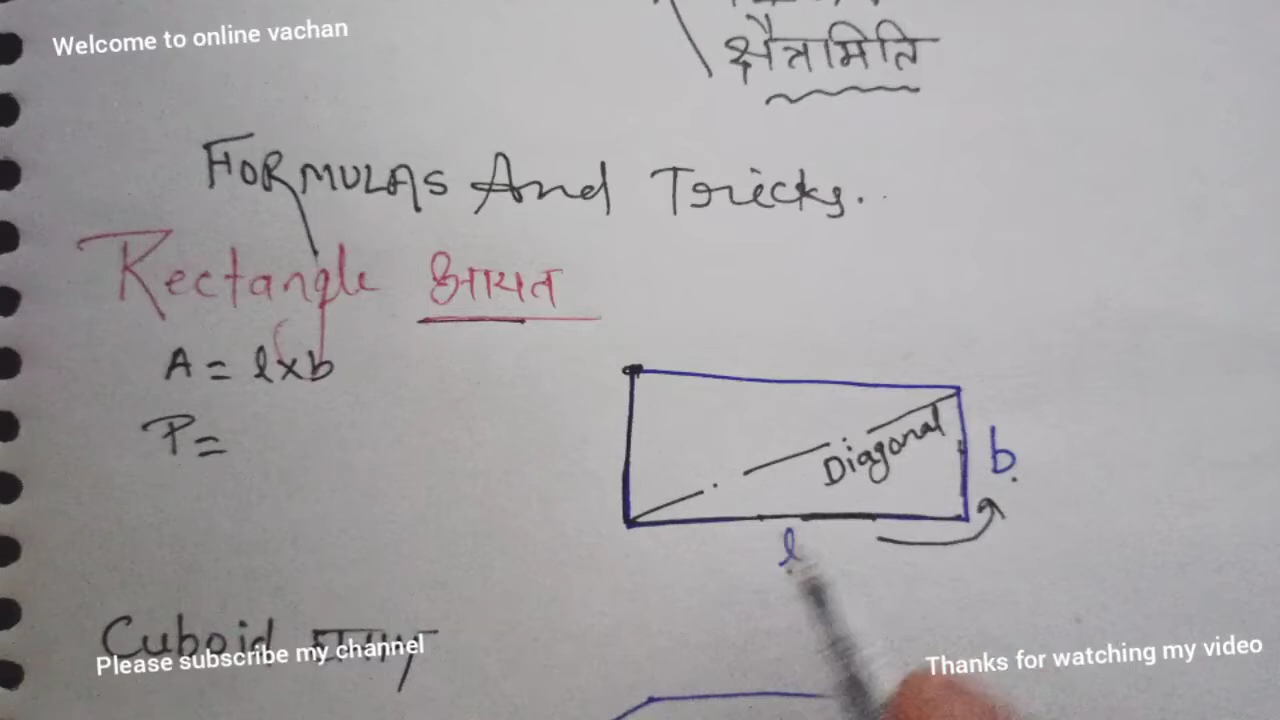 Welcome to online vachan
क्षैत्रमिति
FORMULAS And Tricks.
Rectangle आयत
A = l×b
P =
Diagonal
b
l
Cuboid
Please subscribe my channel
Thanks for watching my video